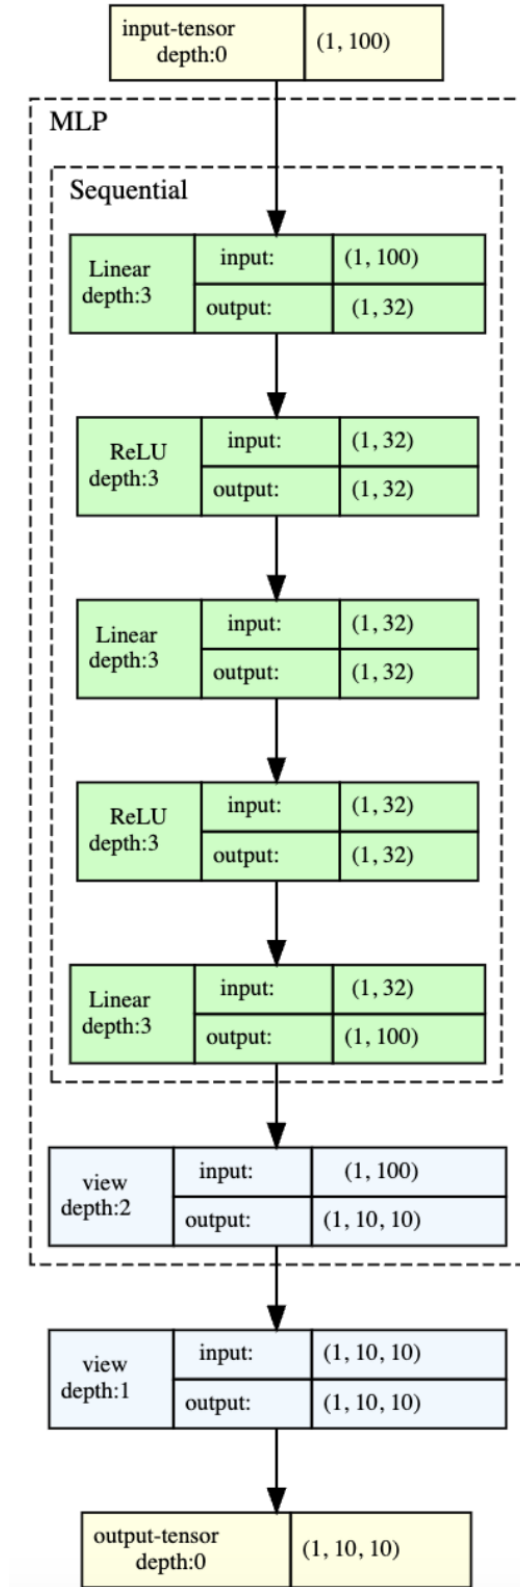 input-tensor
depth:0
(1, 100)
MLP
Sequential
Linear
depth:3
input:
(1, 100)
output:
(1, 32)
ReLU
depth:3
input:
(1, 32)
output:
(1, 32)
Linear
depth:3
input:
(1, 32)
output:
(1, 32)
ReLU
depth:3
input:
(1, 32)
output:
(1, 32)
Linear
depth:3
input:
(1, 32)
output:
(1, 100)
view
depth:2
input:
(1, 100)
output:
(1, 10, 10)
view
depth:1
input:
(1, 10, 10)
output:
(1, 10, 10)
output-tensor
depth:0
(1, 10, 10)